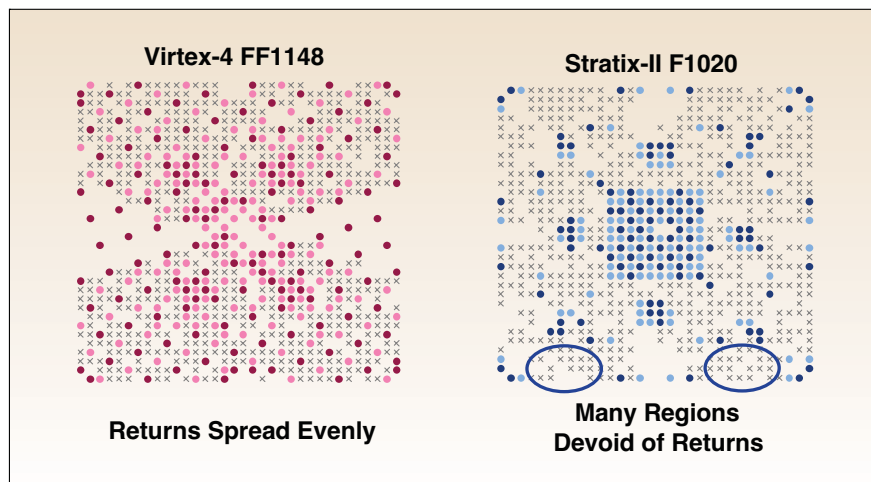 Virtex-4 FF1148
Stratix-II F1020
Returns Spread Evenly
Many Regions
Devoid of Returns